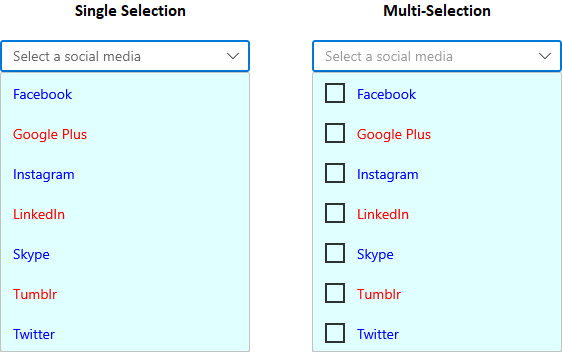 Single Selection
Select a social media
Facebook
Google Plus
Instagram
LinkedIn
Skype
Tumblr
Twitter
Multi-Selection
Select a social media
Facebook
Google Plus
Instagram
LinkedIn
Skype
Tumblr
Twitter